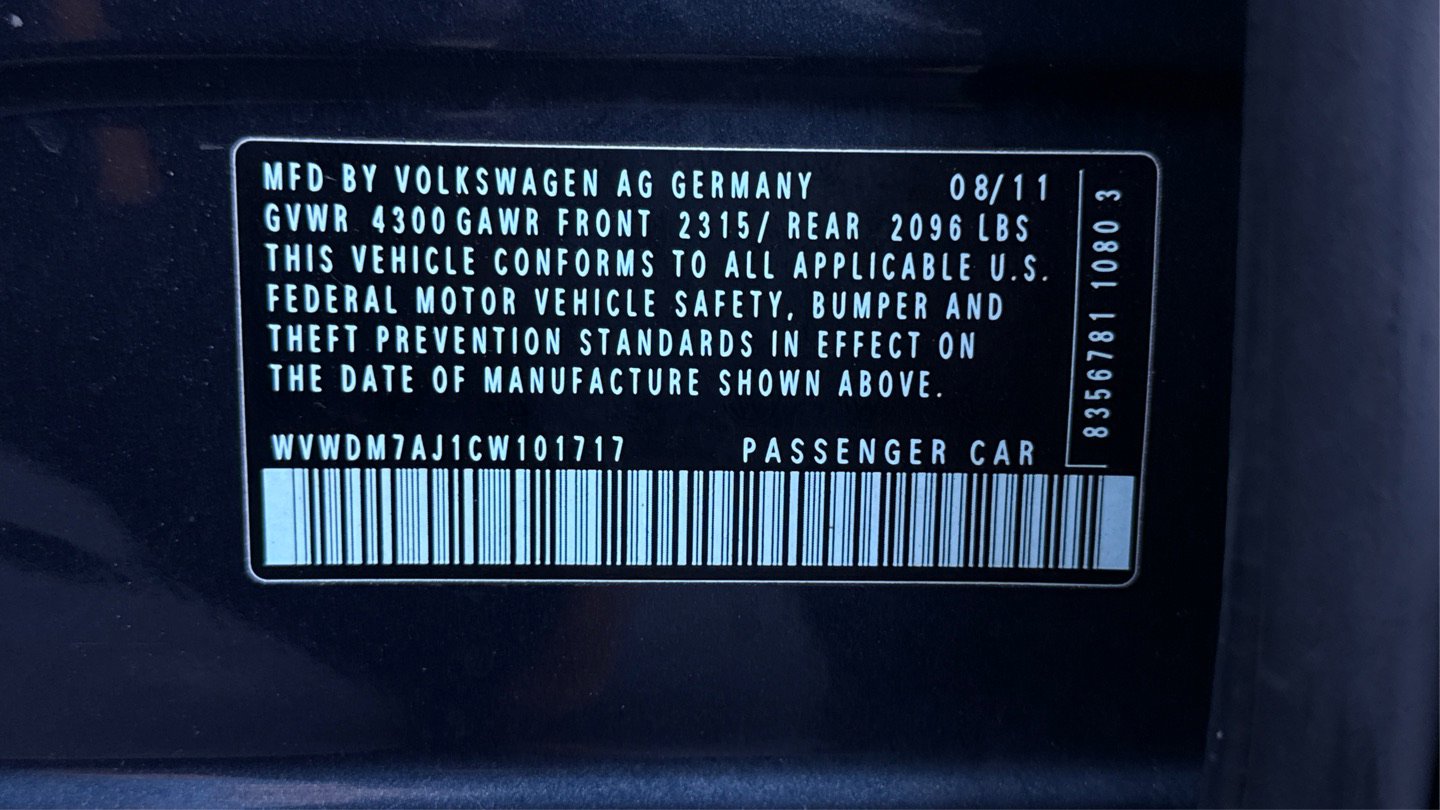 MFD BY VOLKSWAGEN AG GERMANY 08/11
GVWR 4300 GAWR FRONT 2315/ REAR 2096 LBS
THIS VEHICLE CONFORMS TO ALL APPLICABLE U.S.
FEDERAL MOTOR VEHICLE SAFETY, BUMPER AND
THEFT PREVENTION STANDARDS IN EFFECT ON
THE DATE OF MANUFACTURE SHOWN ABOVE.
WVWDM7AJ1CW101717 PASSENGER CAR
8356781 1080 3